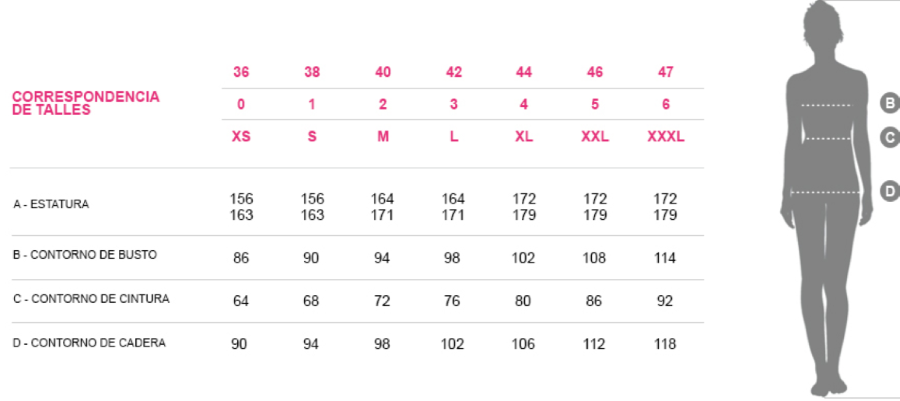 36 38 40 42 44 46 47
CORRESPONDENCIA
DE TALLES
0 1 2 3 4 5 6
XS S M L XL XXL XXXL
A - ESTATURA
156 156 164 164 172 172 172
163 163 171 171 179 179 179
B - CONTORNO DE BUSTO 86 90 94 98 102 108 114
C - CONTORNO DE CINTURA 64 68 72 76 80 86 92
D - CONTORNO DE CADERA 90 94 98 102 106 112 118
B
C
D